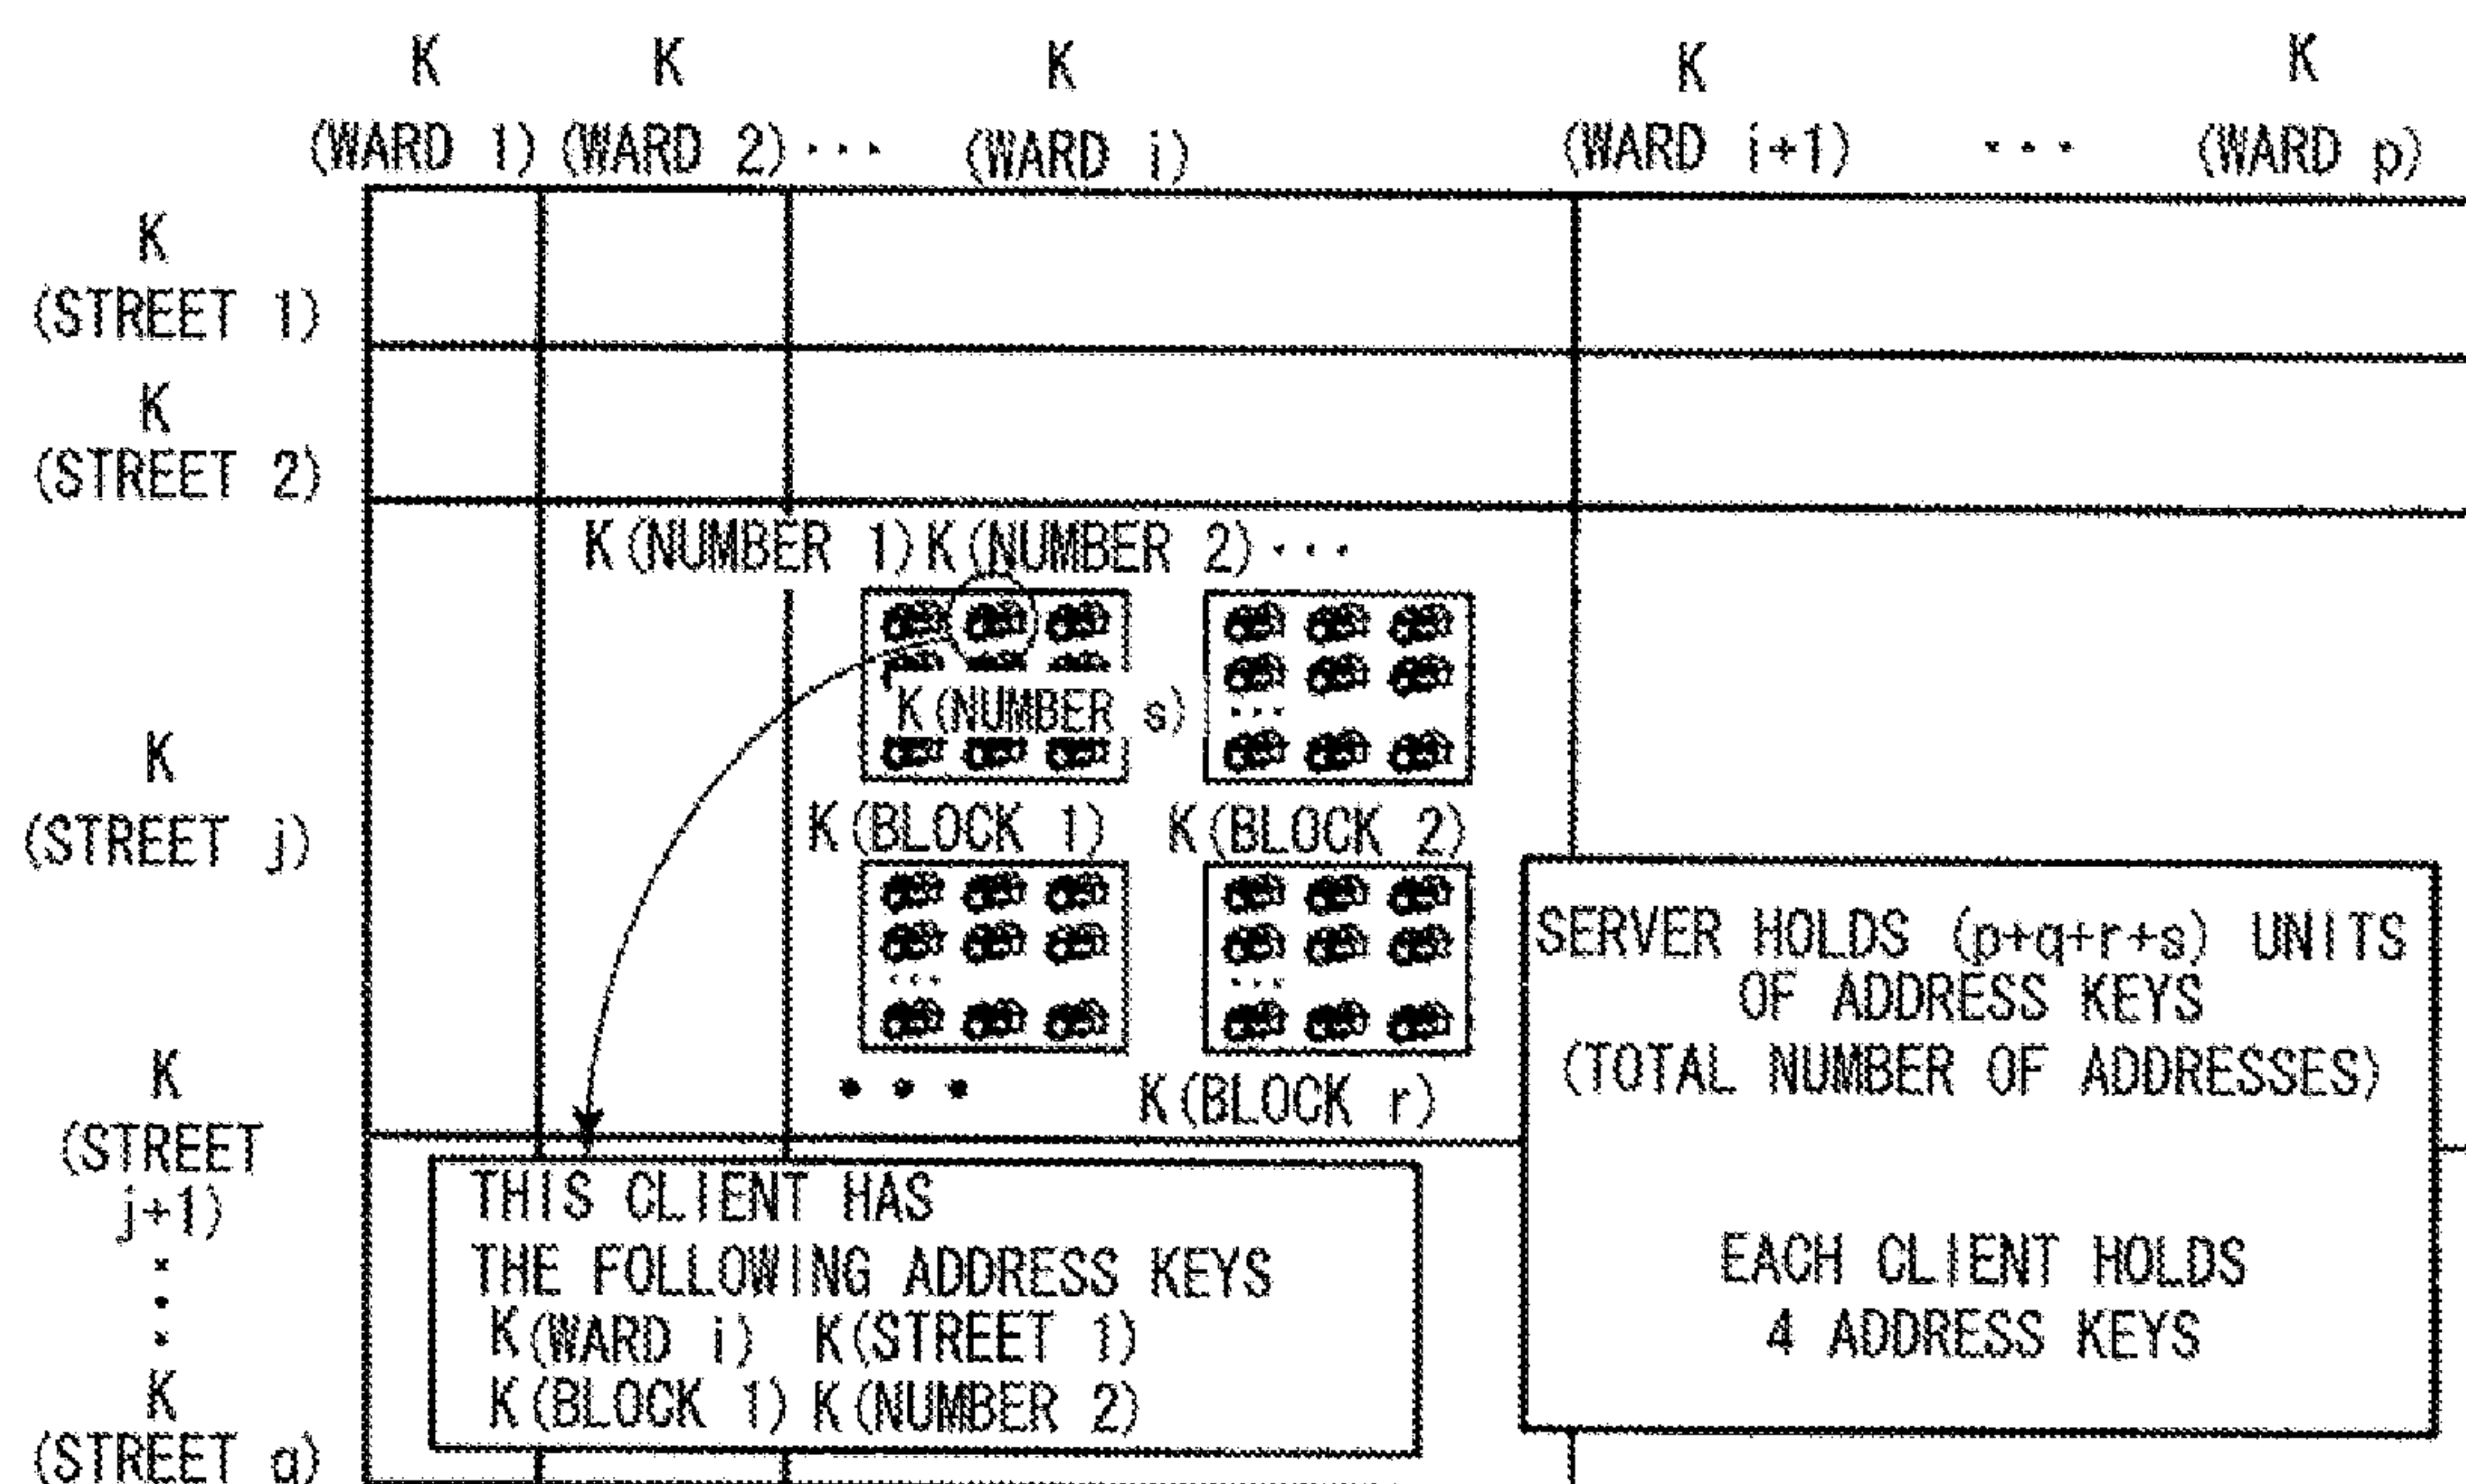 K K K K K
(WARD 1) (WARD 2) ··· (WARD i) (WARD i+1) ··· (WARD p)
K
(STREET 1)
K
(STREET 2)
K (NUMBER 1) K (NUMBER 2) ···
K (NUMBER s)
···
K
(STREET j)
K (BLOCK 1) K (BLOCK 2)
··· ···
··· K (BLOCK r)
K
(STREET
j+1)
···
K
(STREET q)
SERVER HOLDS (p+q+r+s) UNITS
OF ADDRESS KEYS
(TOTAL NUMBER OF ADDRESSES)
EACH CLIENT HOLDS
4 ADDRESS KEYS
THIS CLIENT HAS
THE FOLLOWING ADDRESS KEYS
K (WARD i) K (STREET 1)
K (BLOCK 1) K (NUMBER 2)